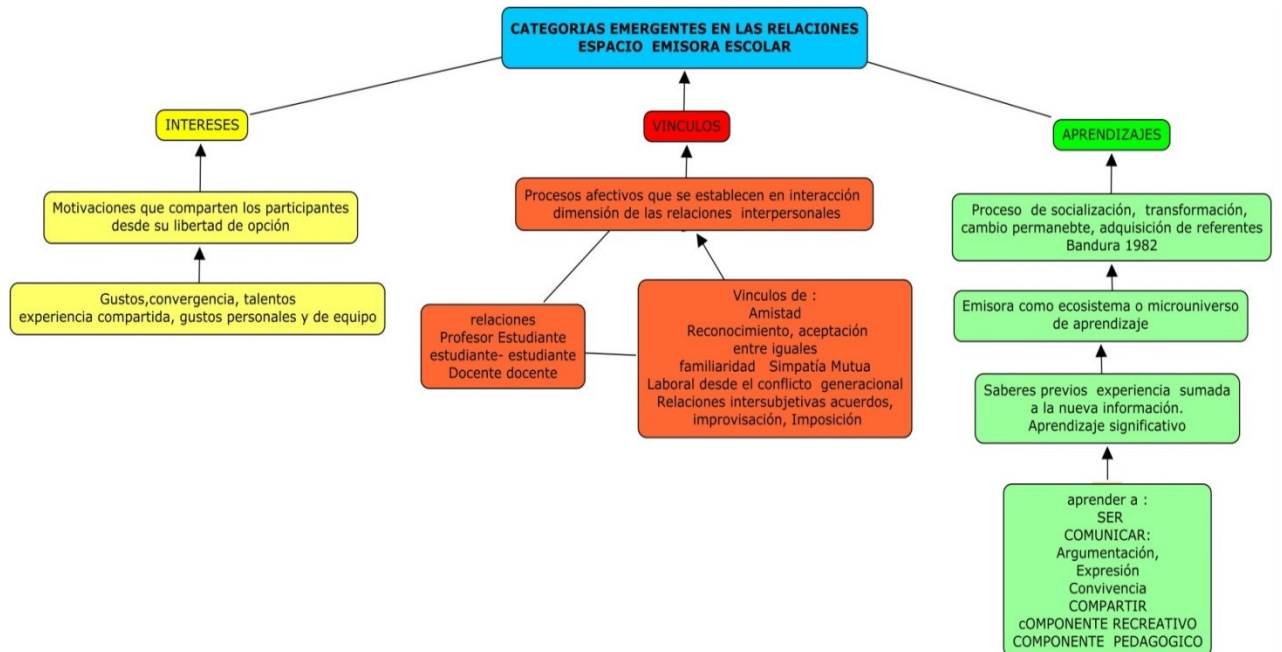 CATEGORIAS EMERGENTES EN LAS RELACI0NES
ESPACIO EMISORA ESCOLAR
INTERESES
VINCULOS
APRENDIZAJES
Motivaciones que comparten los participantes
desde su libertad de opción
Gustos,convergencia, talentos
experiencia compartida, gustos personales y de equipo
Procesos afectivos que se establecen en interacción
dimensión de las relaciones interpersonales
relaciones
Profesor Estudiante
estudiante- estudiante
Docente docente
Vinculos de :
Amistad
Reconocimiento, aceptación
entre iguales
familiaridad Simpatía Mutua
Laboral desde el conflicto generacional
Relaciones intersubjetivas acuerdos,
improvisación, Imposición
Proceso de socialización, transformación,
cambio permanebte, adquisición de referentes
Bandura 1982
Emisora como ecosistema o microuniverso
de aprendizaje
Saberes previos experiencia sumada
a la nueva información.
Aprendizaje significativo
aprender a :
SER
COMUNICAR:
Argumentación,
Expresión
Convivencia
COMPARTIR
cOMPONENTE RECREATIVO
COMPONENTE PEDAGOGICO